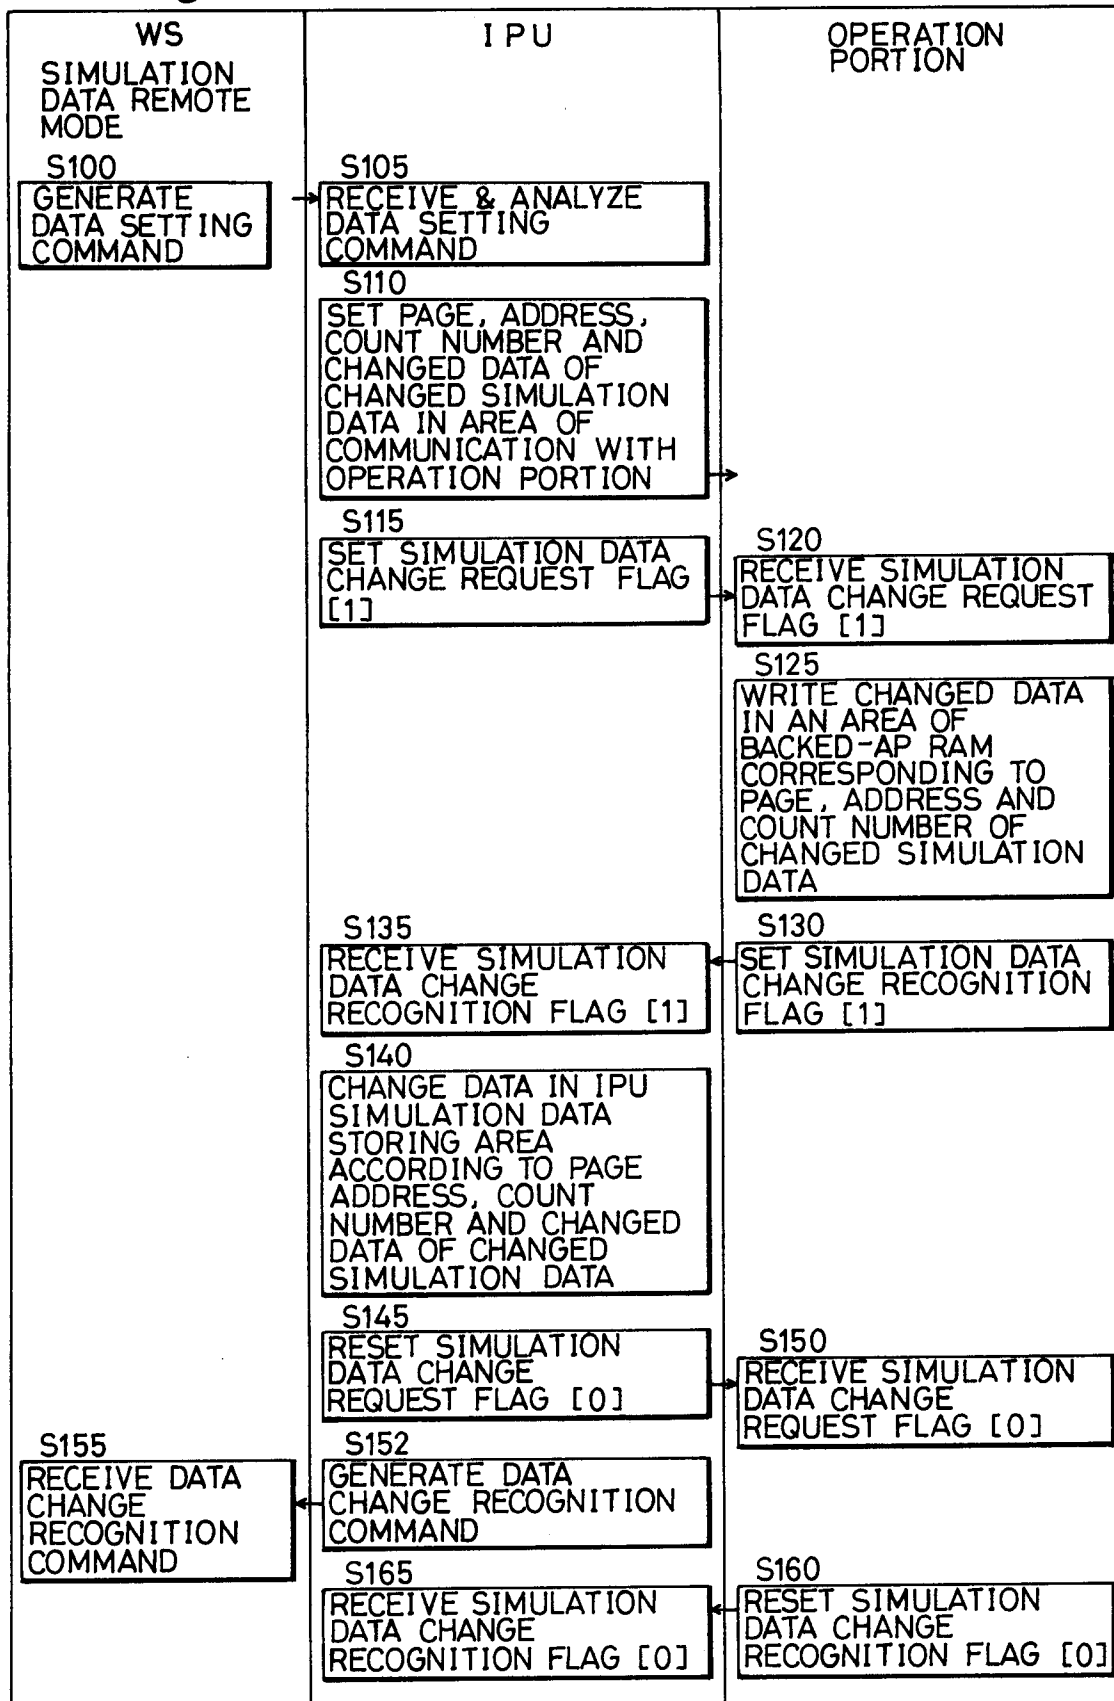 WS
IPU
OPERATION
PORTION
SIMULATION
DATA REMOTE
MODE
S100
GENERATE
DATA SETTING
COMMAND
S105
RECEIVE & ANALYZE
DATA SETTING
COMMAND
S110
SET PAGE, ADDRESS,
COUNT NUMBER AND
CHANGED DATA OF
CHANGED SIMULATION
DATA IN AREA OF
COMMUNICATION WITH
OPERATION PORTION
S115
SET SIMULATION DATA
CHANGE REQUEST FLAG
[1]
S120
RECEIVE SIMULATION
DATA CHANGE REQUEST
FLAG [1]
S125
WRITE CHANGED DATA
IN AN AREA OF
BACKED-AP RAM
CORRESPONDING TO
PAGE, ADDRESS AND
COUNT NUMBER OF
CHANGED SIMULATION
DATA
S130
SET SIMULATION DATA
CHANGE RECOGNITION
FLAG [1]
S135
RECEIVE SIMULATION
DATA CHANGE
RECOGNITION FLAG [1]
S140
CHANGE DATA IN IPU
SIMULATION DATA
STORING AREA
ACCORDING TO PAGE
ADDRESS, COUNT
NUMBER AND CHANGED
DATA OF CHANGED
SIMULATION DATA
S145
RESET SIMULATION
DATA CHANGE
REQUEST FLAG [0]
S150
RECEIVE SIMULATION
DATA CHANGE
REQUEST FLAG [0]
S152
GENERATE DATA
CHANGE RECOGNITION
COMMAND
S155
RECEIVE DATA
CHANGE
RECOGNITION
COMMAND
S160
RESET SIMULATION
DATA CHANGE
RECOGNITION FLAG [0]
S165
RECEIVE SIMULATION
DATA CHANGE
RECOGNITION FLAG [0]